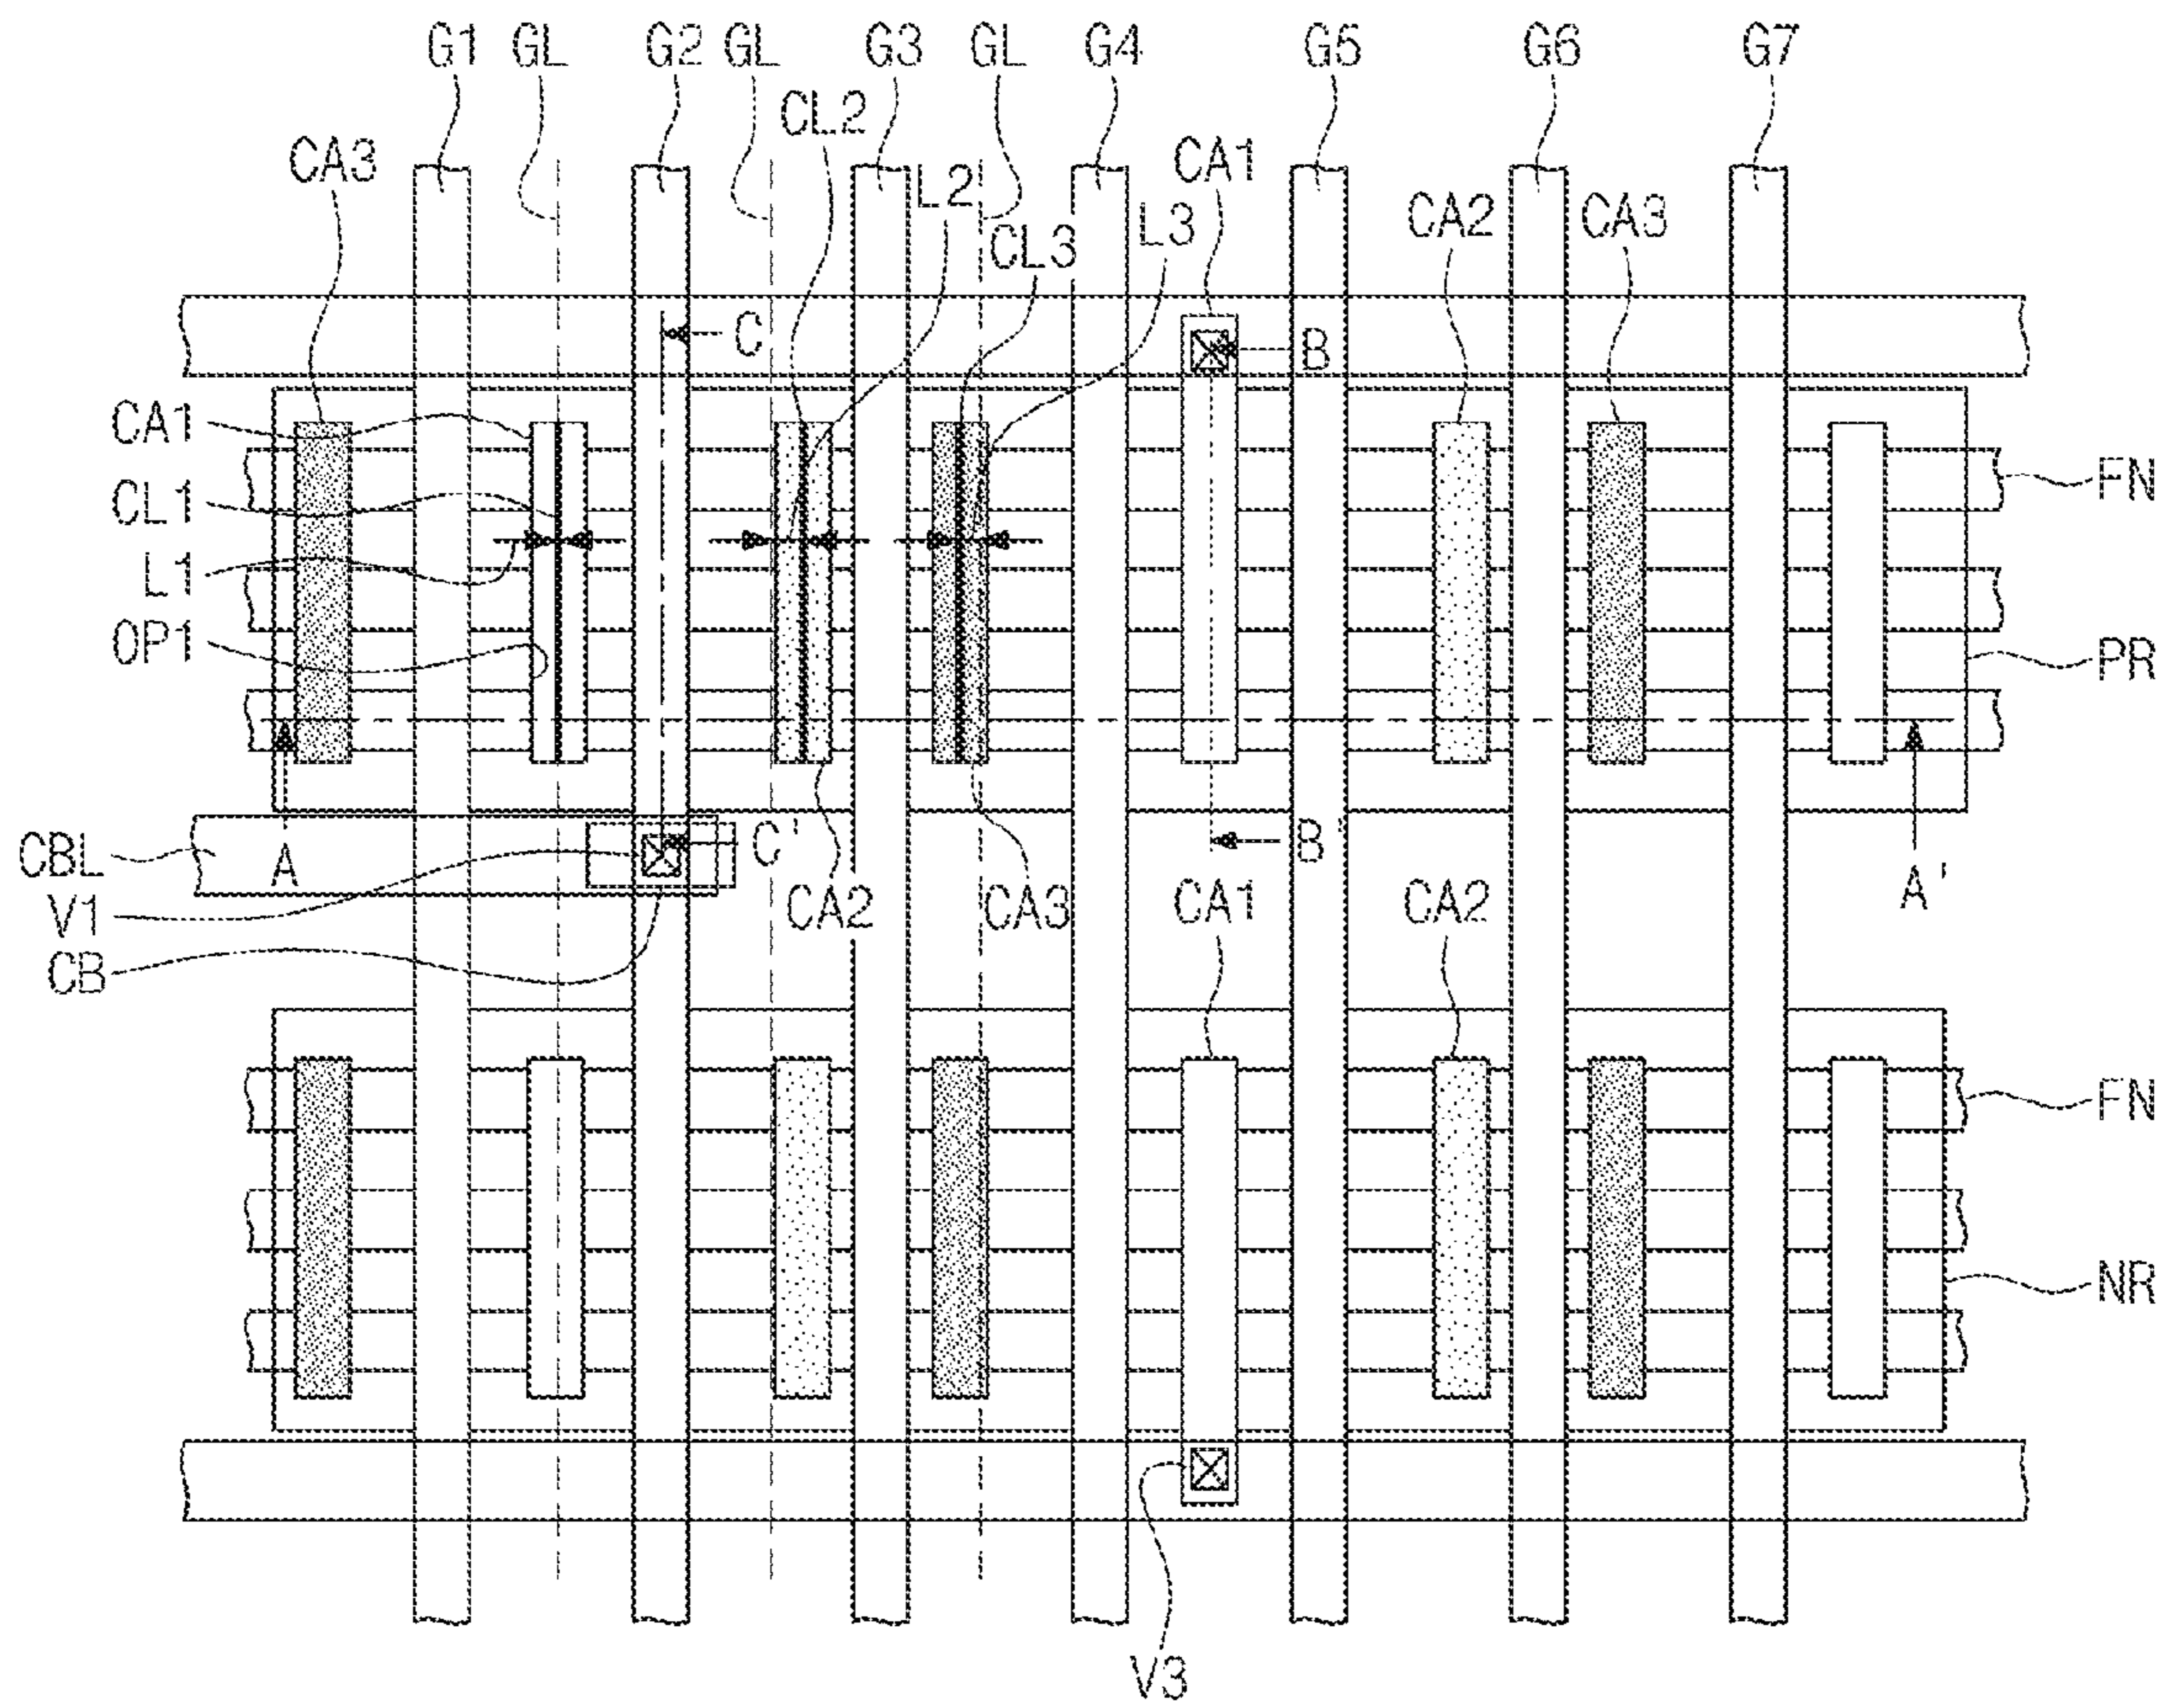 G1 GL G2 GL G3 GL G4 G5 G6 G7
CL2
CA3 CA1
L2 CA2 CA3
CL3 L3
C B
CA1
FN
CL1
L1
OP1 PR
CBL A C' B' A'
V1 CA2 CA3 CA1 CA2
CB
FN
NR
V3